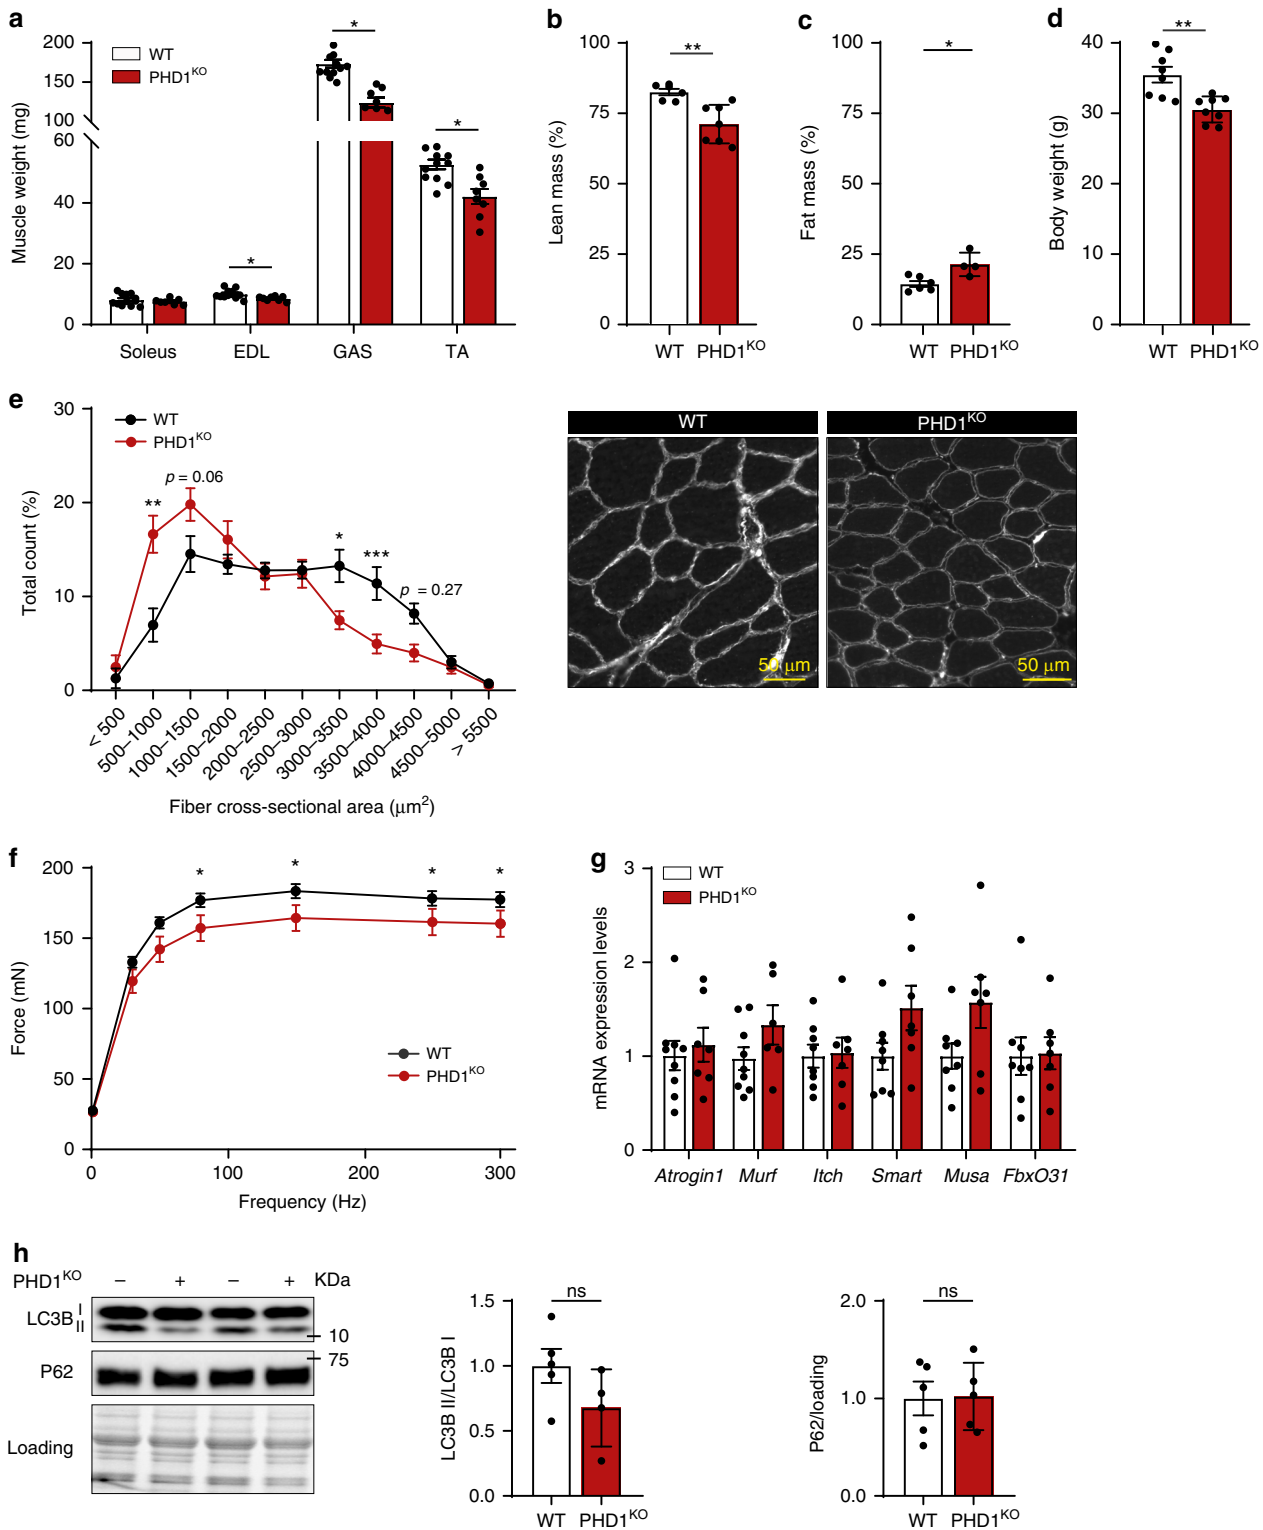 a
Muscle weight (mg)
200
150
100
60
40
20
0
WT
PHD1KO
*
*
*
*
Soleus
EDL
GAS
TA
b
Lean mass (%)
100
75
50
25
0
**
WT
PHD1KO
c
Fat mass (%)
100
75
50
25
0
*
WT
PHD1KO
d
Body weight (g)
40
30
20
10
0
**
WT
PHD1KO
e
Total count (%)
30
20
10
0
WT
PHD1KO
**
p = 0.06
*
***
p = 0.27
< 500
500–1000
1000–1500
1500–2000
2000–2500
2500–3000
3000–3500
3500–4000
4000–4500
4500–5000
> 5500
Fiber cross-sectional area (μm2)
WT
50 μm
PHD1KO
50 μm
f
Force (mN)
200
150
100
50
0
*
*
*
*
WT
PHD1KO
0
100
200
300
Frequency (Hz)
g
mRNA expression levels
3
2
1
0
WT
PHD1KO
Atrogin1
Murf
Itch
Smart
Musa
FbxO31
h
PHD1KO – + – + KDa
LC3B I
II
10
75
P62
Loading
LC3B II/LC3B I
1.5
1.0
0.5
0.0
ns
WT
PHD1KO
P62/loading
2.0
1.0
0.0
ns
WT
PHD1KO